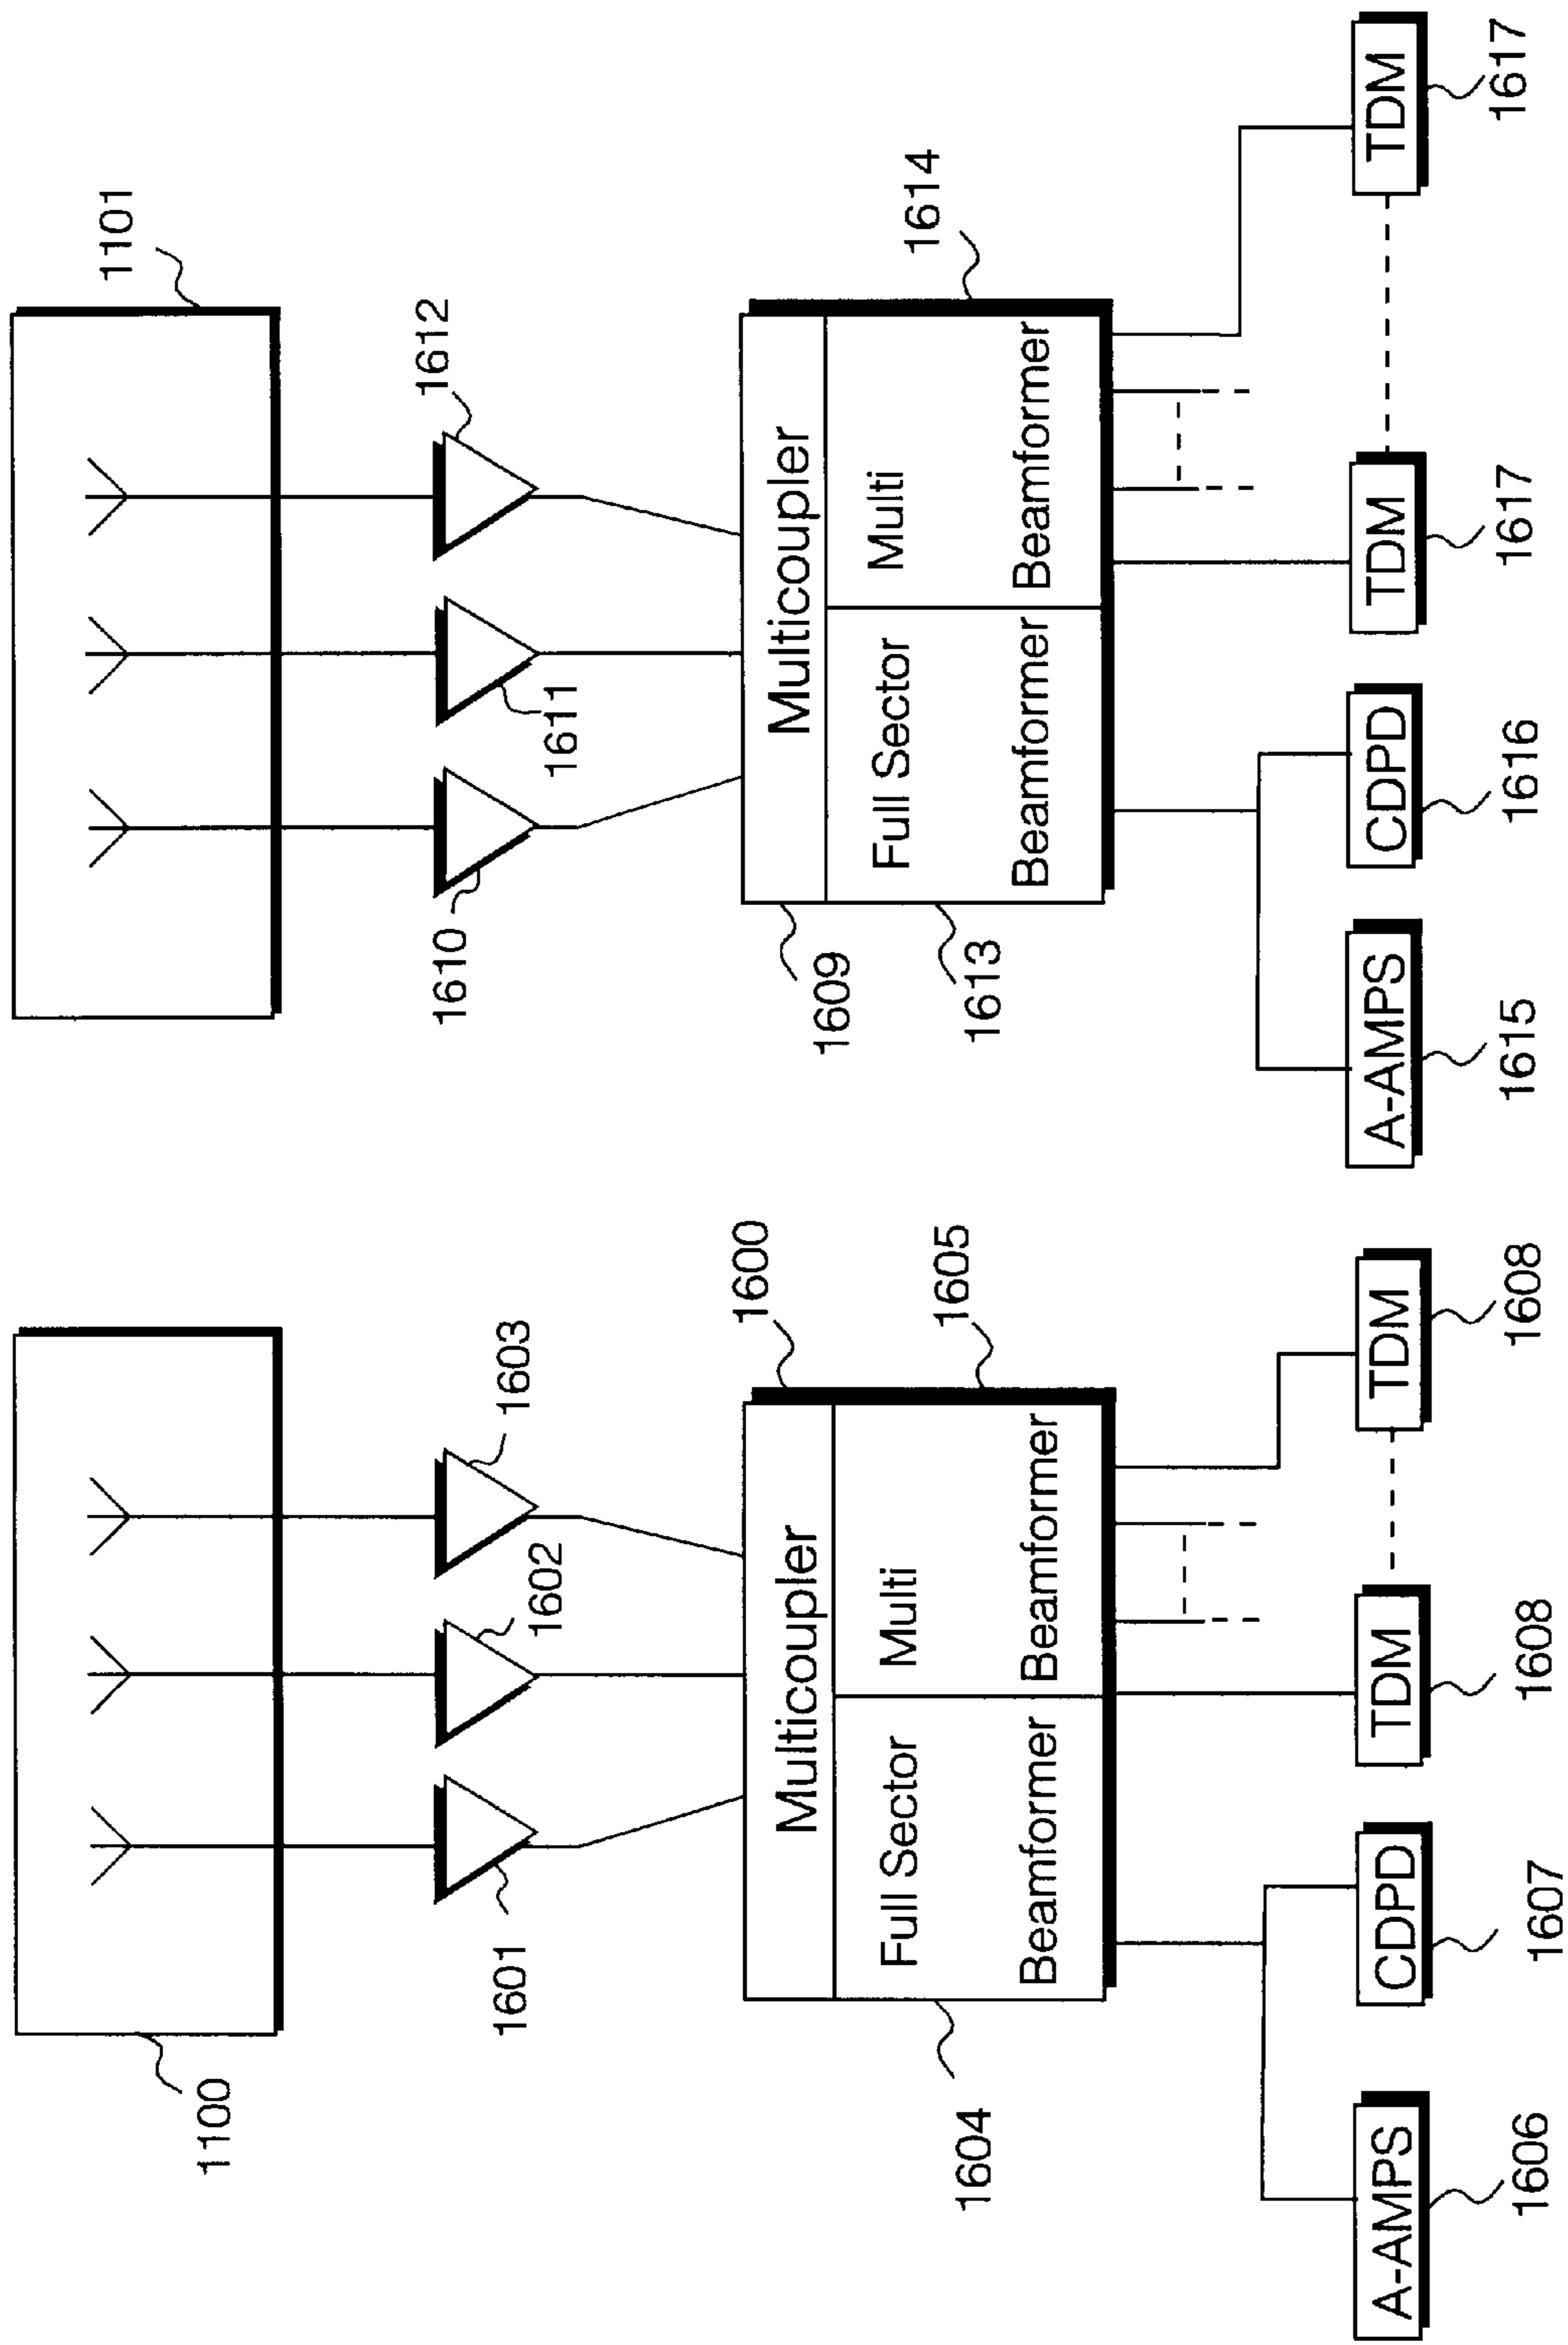 1100
1101
1603
1602
1601
1612
1611
1610
1600
1605
1604
Multicoupler
Full Sector
Beamformer
Multi
Beamformer
1614
1609
1613
Multicoupler
Full Sector
Beamformer
Multi
Beamformer
A-AMPS
CDPD
TDM
TDM
A-AMPS
CDPD
TDM
TDM
1606
1607
1608
1608
1615
1616
1617
1617